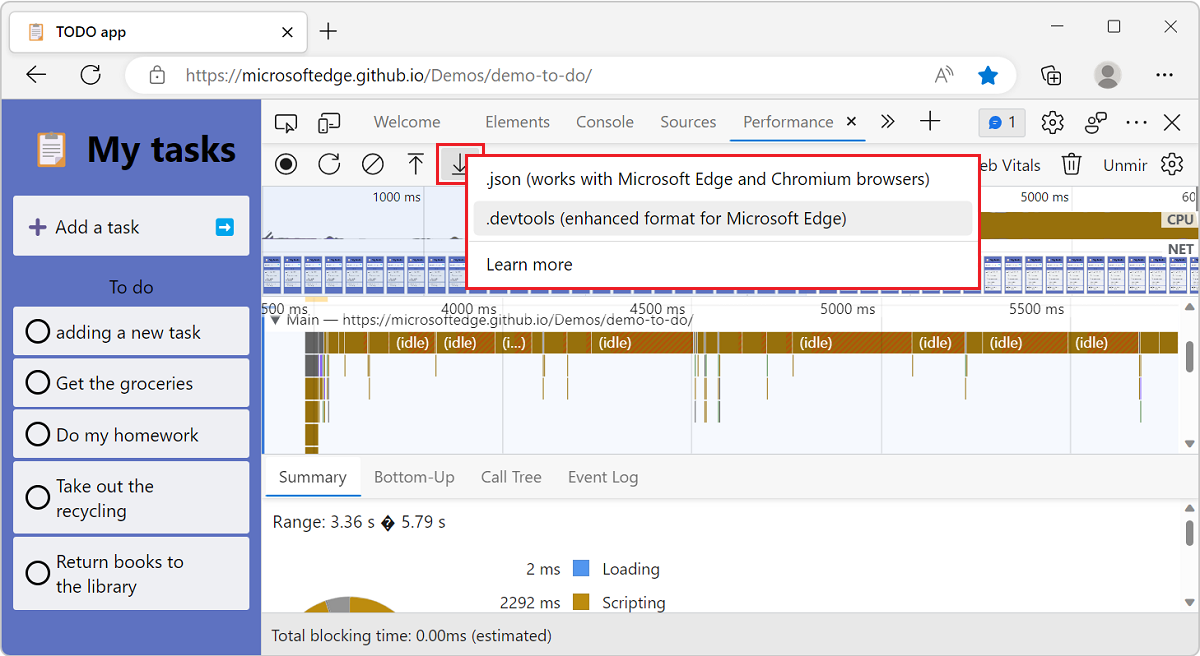 TODO app
https://microsoftedge.github.io/Demos/demo-to-do/
My tasks
Add a task
To do
adding a new task
Get the groceries
Do my homework
Take out the
recycling
Return books to
the library
Welcome Elements Console Sources Performance 1
eb Vitals Unmir
.json (works with Microsoft Edge and Chromium browsers)
.devtools (enhanced format for Microsoft Edge)
Learn more
1000 ms 5000 ms 60
CPU
NET
500 ms 4000 ms 4500 ms 5000 ms 5500 ms
Main — https://microsoftedge.github.io/Demos/demo-to-do/
(idle) (idle) (i...) (idle) (idle) (idle) (idle) (idle)
Summary Bottom-Up Call Tree Event Log
Range: 3.36 s � 5.79 s
2 ms Loading
2292 ms Scripting
Total blocking time: 0.00ms (estimated)